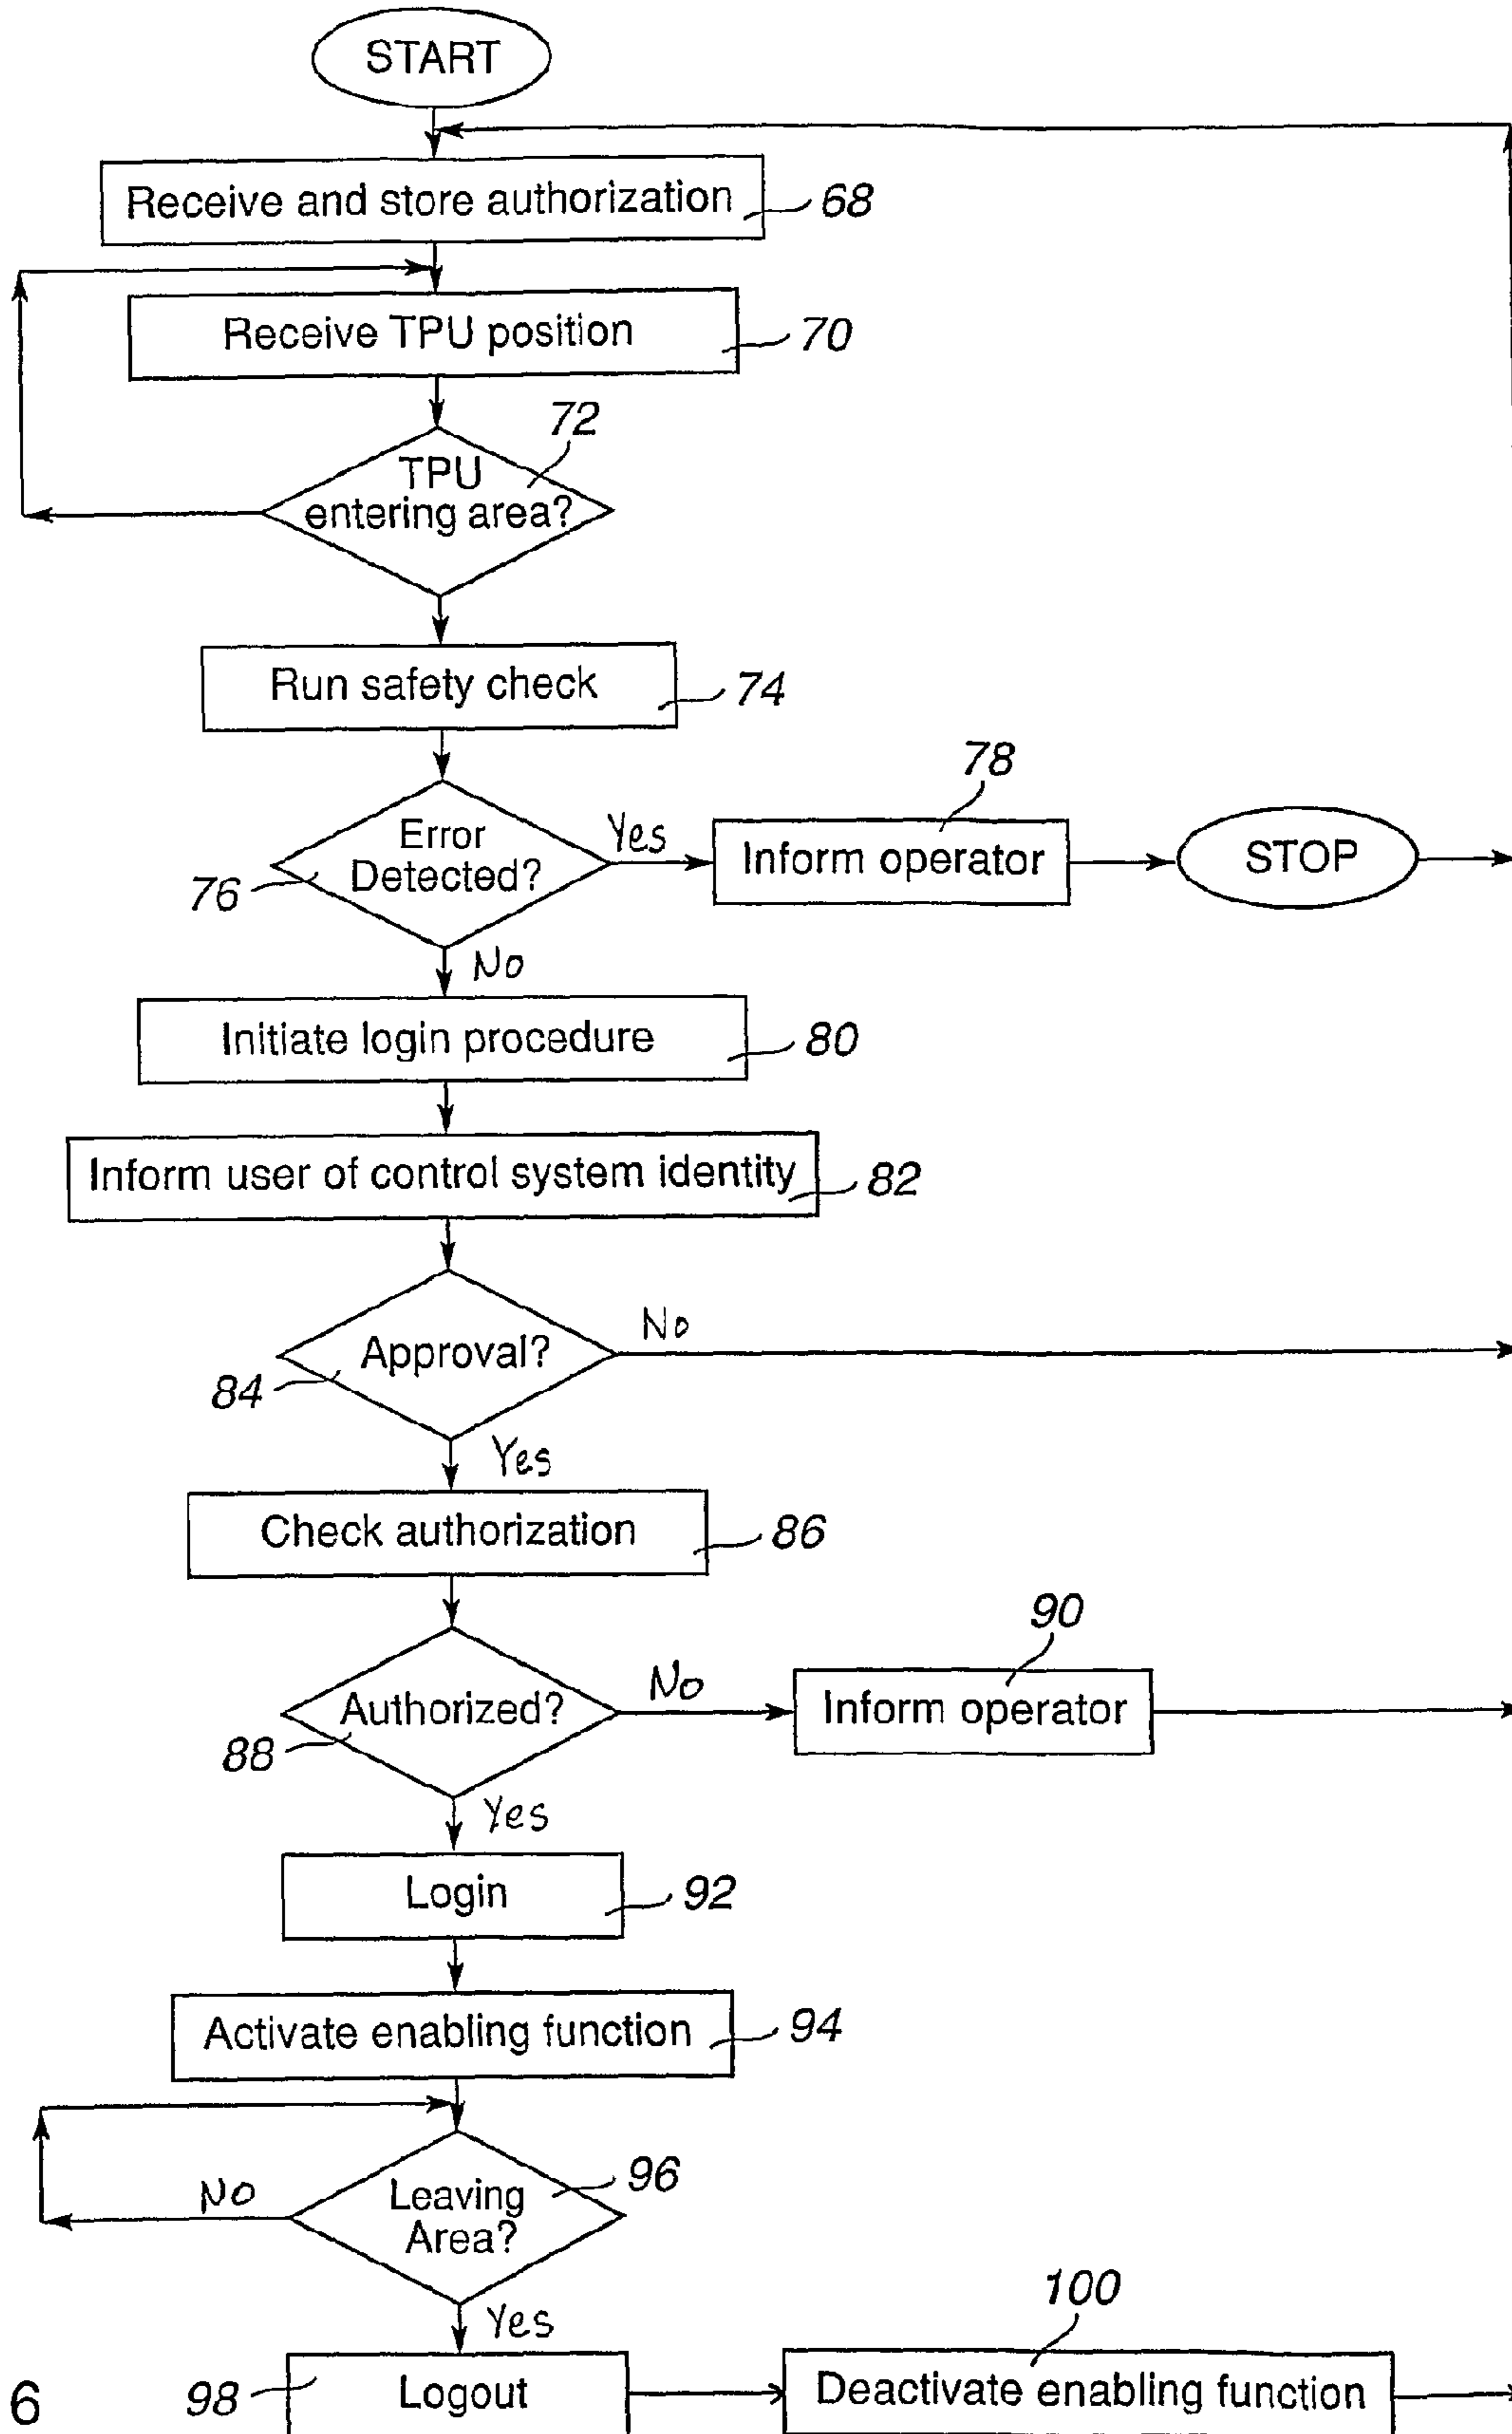 START
Receive and store authorization
68
Receive TPU position
70
72
TPU
entering area?
Run safety check
74
78
Error
Detected?
76
Yes
Inform operator
STOP
No
Initiate login procedure
80
Inform user of control system identity
82
Approval?
84
No
Yes
Check authorization
86
90
Authorized?
88
No
Inform operator
Yes
Login
92
Activate enabling function
94
96
Leaving
Area?
No
Yes
100
6
98
Logout
Deactivate enabling function